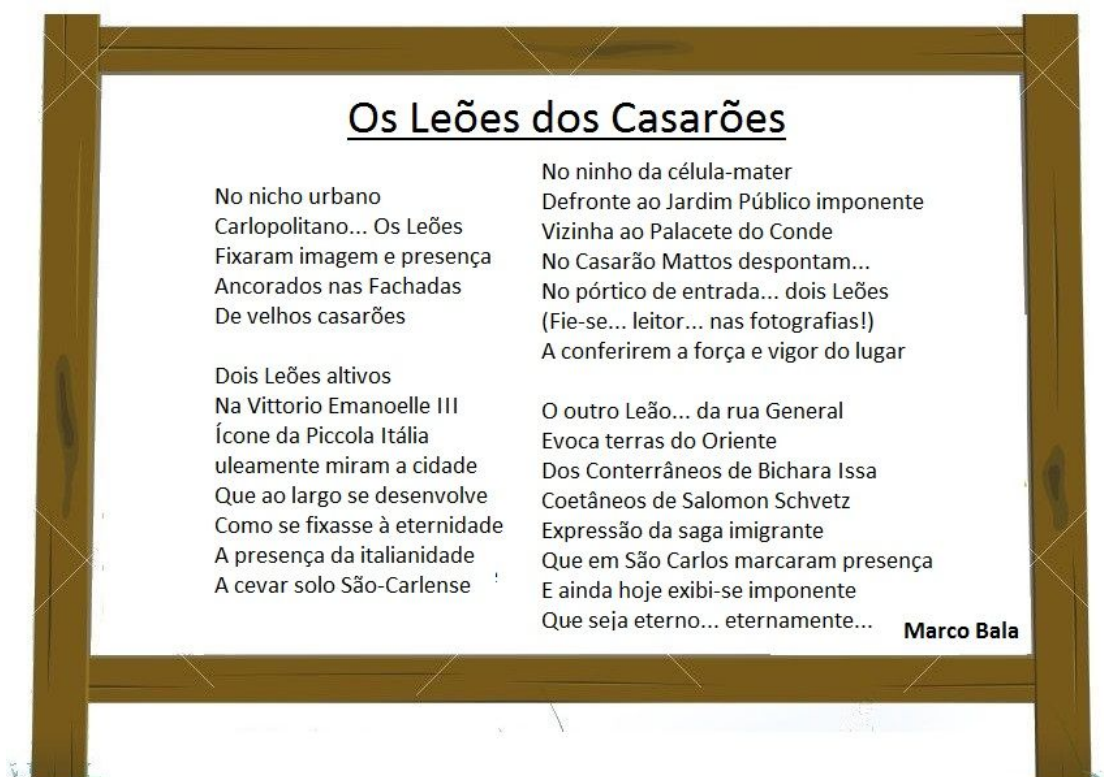 Os Leões dos Casarões
No nicho urbano
Carlopolitano... Os Leões
Fixaram imagem e presença
Ancorados nas Fachadas
De velhos casarões
Dois Leões altivos
Na Vittorio Emanoelle III
Ícone da Piccola Itália
uleamente miram a cidade
Que ao largo se desenvolve
Como se fixasse à eternidade
A presença da italianidade
A cevar solo São-Carlense
No ninho da célula-mater
Defronte ao Jardim Público imponente
Vizinha ao Palacete do Conde
No Casarão Mattos despontam...
No pórtico de entrada... dois Leões
(Fie-se... leitor... nas fotografias!)
A conferirem a força e vigor do lugar
O outro Leão... da rua General
Evoca terras do Oriente
Dos Conterrâneos de Bichara Issa
Coetâneos de Salomon Schvetz
Expressão da saga imigrante
Que em São Carlos marcaram presença
E ainda hoje exibi-se imponente
Que seja eterno... eternamente...
Marco Bala